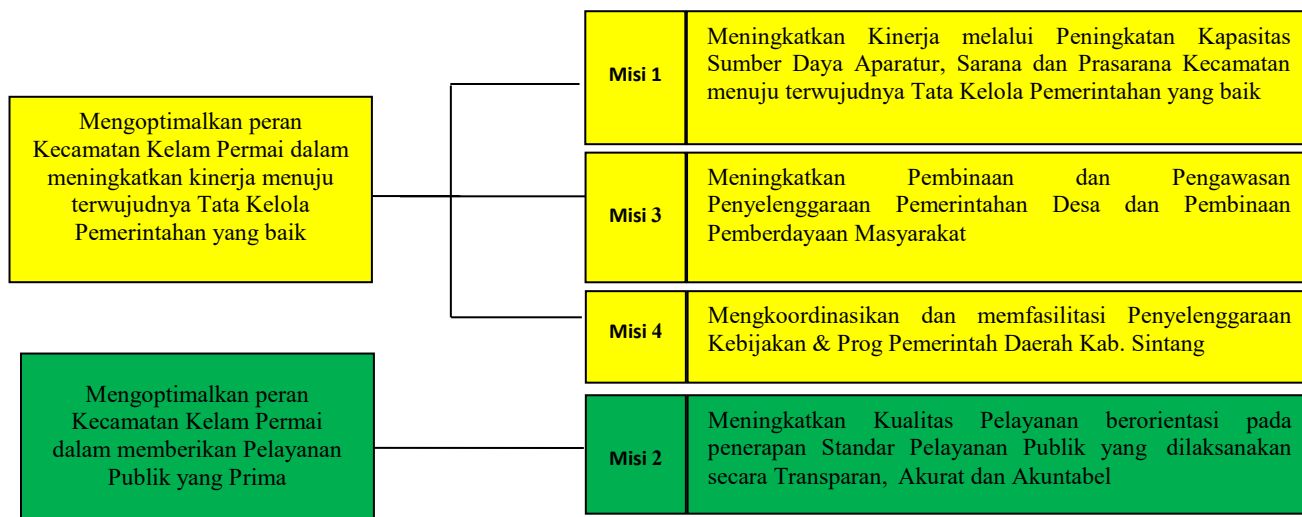 Mengoptimalkan peran
Kecamatan Kelam Permai dalam
meningkatkan kinerja menuju
terwujudnya Tata Kelola
Pemerintahan yang baik
Misi 1
Meningkatkan Kinerja melalui Peningkatan Kapasitas
Sumber Daya Aparatur, Sarana dan Prasarana Kecamatan
menuju terwujudnya Tata Kelola Pemerintahan yang baik
Misi 3
Meningkatkan Pembinaan dan Pengawasan
Penyelenggaraan Pemerintahan Desa dan Pembinaan
Pemberdayaan Masyarakat
Misi 4
Mengkoordinasikan dan memfasilitasi Penyelenggaraan
Kebijakan & Prog Pemerintah Daerah Kab. Sintang
Mengoptimalkan peran
Kecamatan Kelam Permai
dalam memberikan Pelayanan
Publik yang Prima
Misi 2
Meningkatkan Kualitas Pelayanan berorientasi pada
penerapan Standar Pelayanan Publik yang dilaksanakan
secara Transparan, Akurat dan Akuntabel